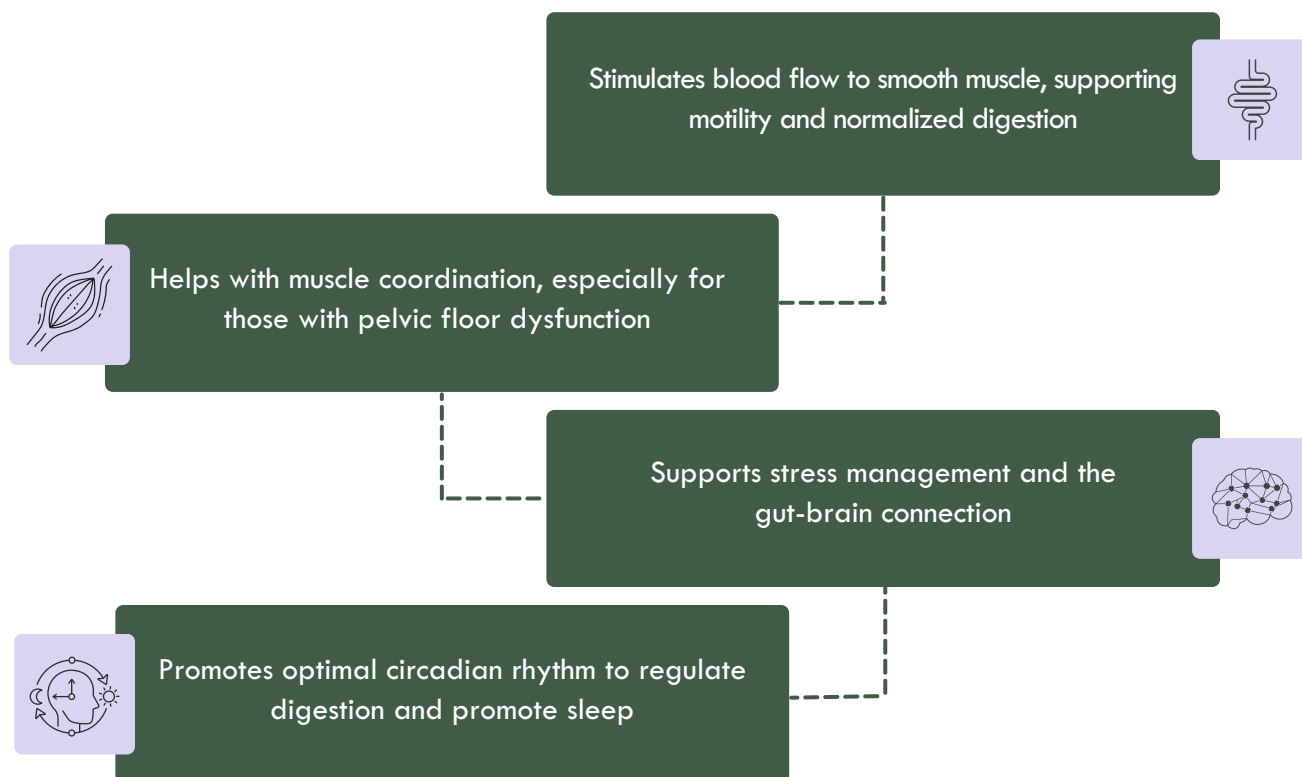 Stimulates blood flow to smooth muscle, supporting
motility and normalized digestion
Helps with muscle coordination, especially for
those with pelvic floor dysfunction
Supports stress management and the
gut-brain connection
Promotes optimal circadian rhythm to regulate
digestion and promote sleep